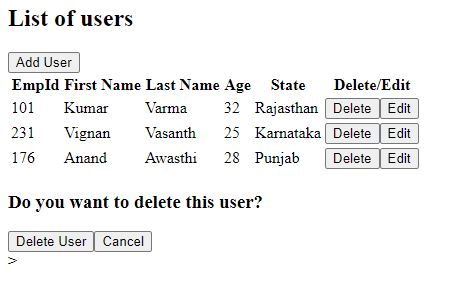 List of users
Add User
EmpId First Name Last Name Age State Delete/Edit
101 Kumar Varma 32 Rajasthan Delete Edit
231 Vignan Vasanth 25 Karnataka Delete Edit
176 Anand Awasthi 28 Punjab Delete Edit
Do you want to delete this user?
Delete User Cancel
>